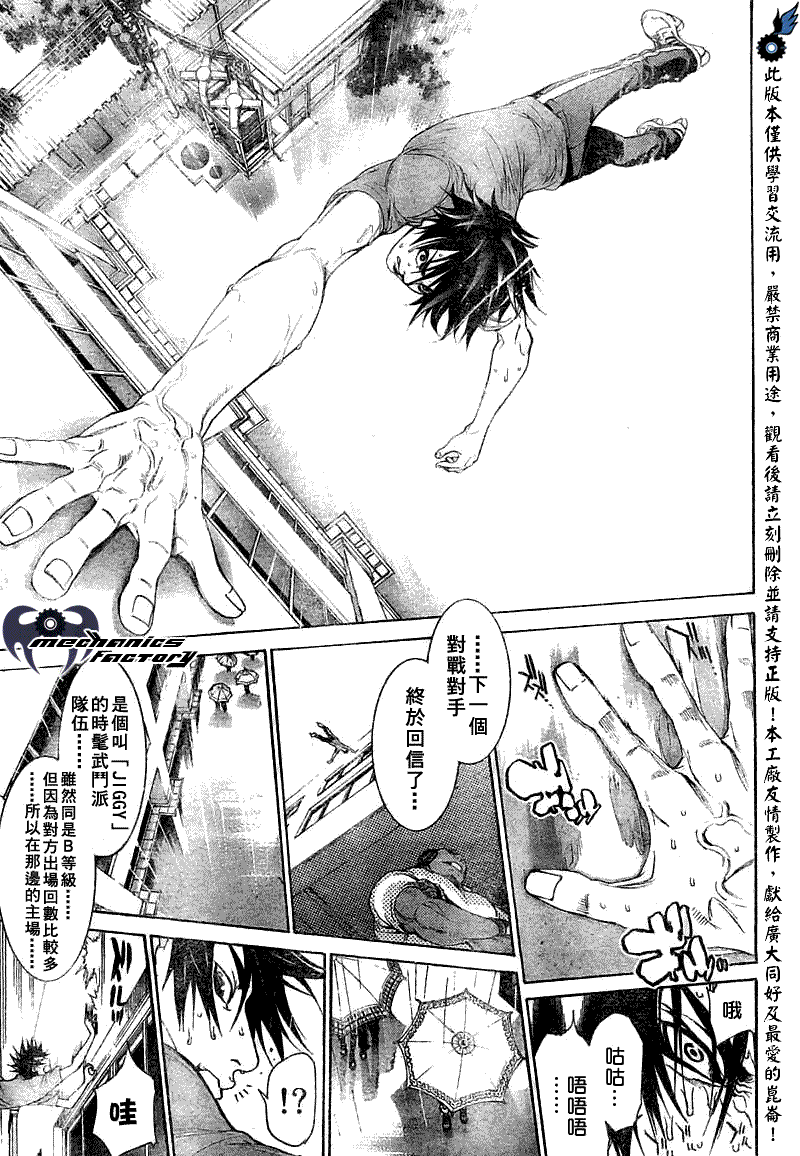 此版本僅供學習交流用，嚴禁商業用途，觀看後請立刻刪除並請支持正版！本工廠友情製作，獻給廣大同好及最愛的崑崙！
mechanics
Factory
……下一個
對戰對手
終於回信了…
是個叫「JIGGY」
的時髦武鬥派
隊伍……
雖然同是B等級
但因為對方出場回數比較多
……所以在那邊的主場……
哦
咕…
…唔唔唔
!?
哇